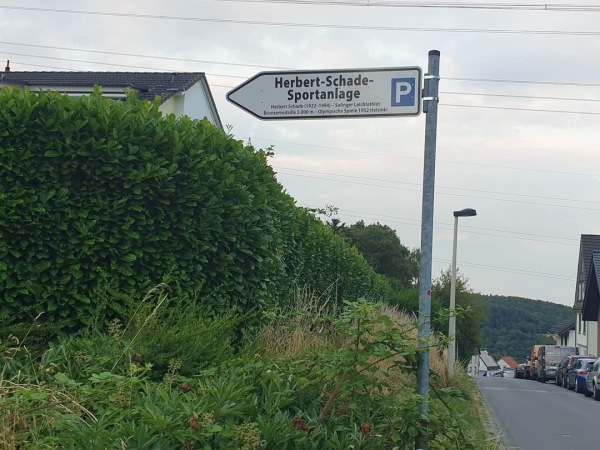 Herbert-Schade-
Sportanlage
P
Herbert Schade (1922-1994) – Solinger Leichtathlet
Bronzemedaille 5.000 m – Olympische Spiele 1952 Helsinki